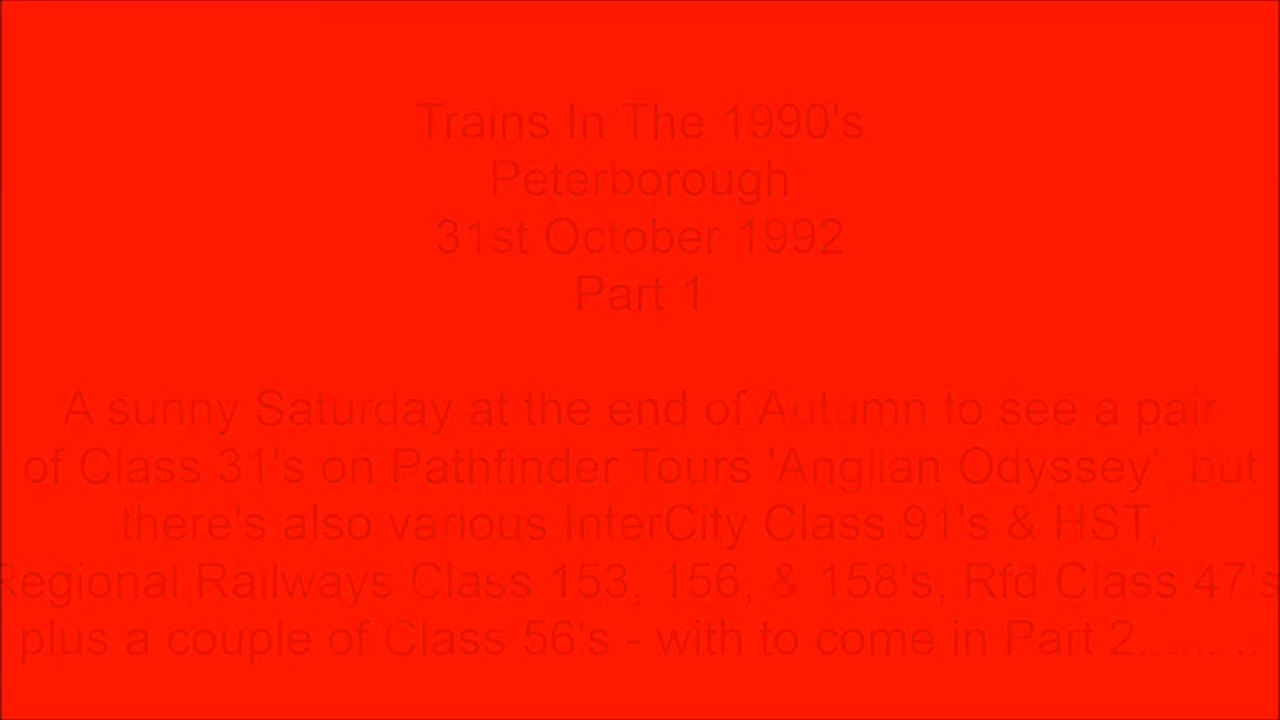 Trains In The 1990's
Peterborough
31st October 1992
Part 1
A sunny Saturday at the end of Autumn to see a pair
of Class 31's on Pathfinder Tours 'Anglian Odyssey', but
there's also various InterCity Class 91's & HST,
Regional Railways Class 153, 156, & 158's, Rfd Class 47's
plus a couple of Class 56's - with to come in Part 2...... ..